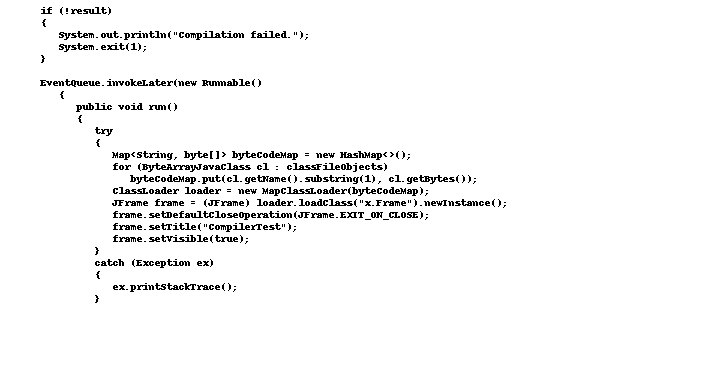 if (!result)
{
System.out.println("Compilation failed.");
System.exit(1);
}
EventQueue.invokeLater(new Runnable()
{
public void run()
{
try
{
Map<String, byte[]> byteCodeMap = new HashMap<>();
for (ByteArrayJavaClass cl : classFileObjects)
byteCodeMap.put(cl.getName().substring(1), cl.getBytes());
ClassLoader loader = new MapClassLoader(byteCodeMap);
JFrame frame = (JFrame) loader.loadClass("x.Frame").newInstance();
frame.setDefaultCloseOperation(JFrame.EXIT_ON_CLOSE);
frame.setTitle("CompilerTest");
frame.setVisible(true);
}
catch (Exception ex)
{
ex.printStackTrace();
}